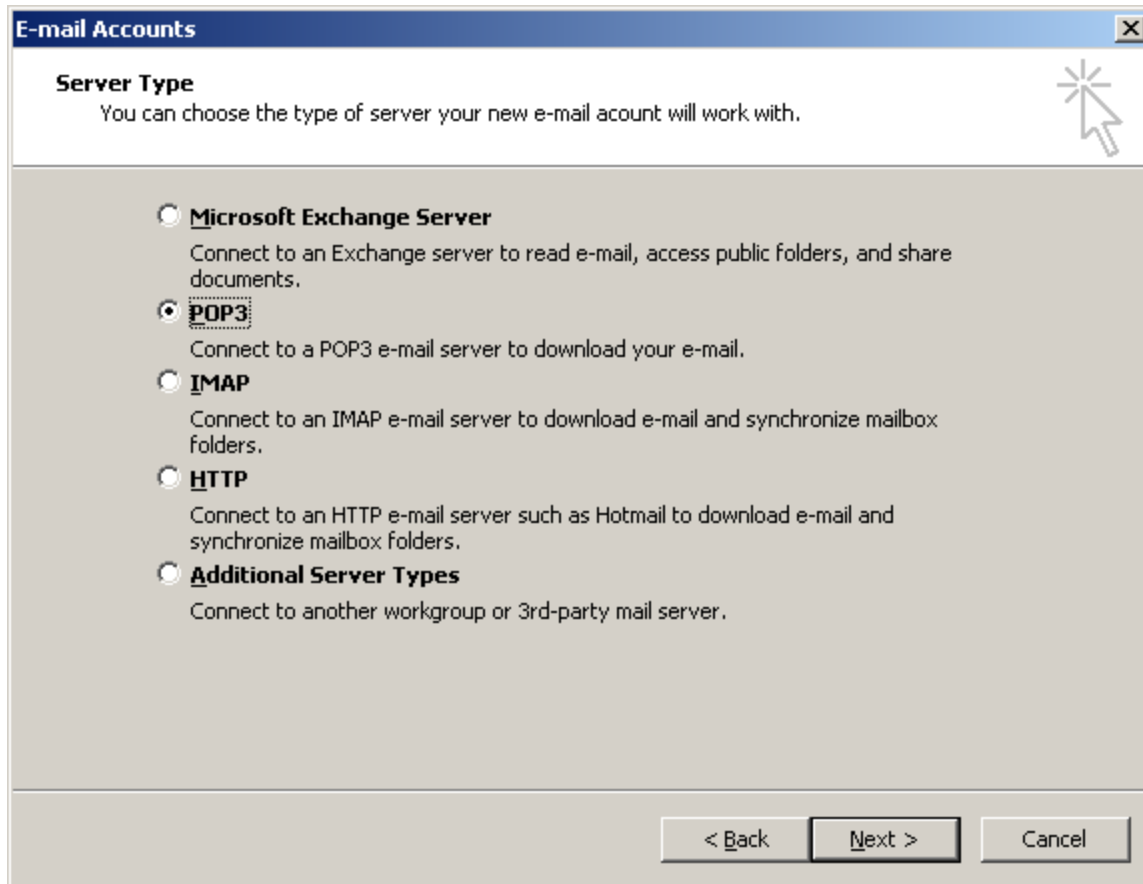 E-mail Accounts
Server Type
You can choose the type of server your new e-mail acount will work with.
Microsoft Exchange Server
Connect to an Exchange server to read e-mail, access public folders, and share
documents.
POP3
Connect to a POP3 e-mail server to download your e-mail.
IMAP
Connect to an IMAP e-mail server to download e-mail and synchronize mailbox
folders.
HTTP
Connect to an HTTP e-mail server such as Hotmail to download e-mail and
synchronize mailbox folders.
Additional Server Types
Connect to another workgroup or 3rd-party mail server.
< Back Next > Cancel